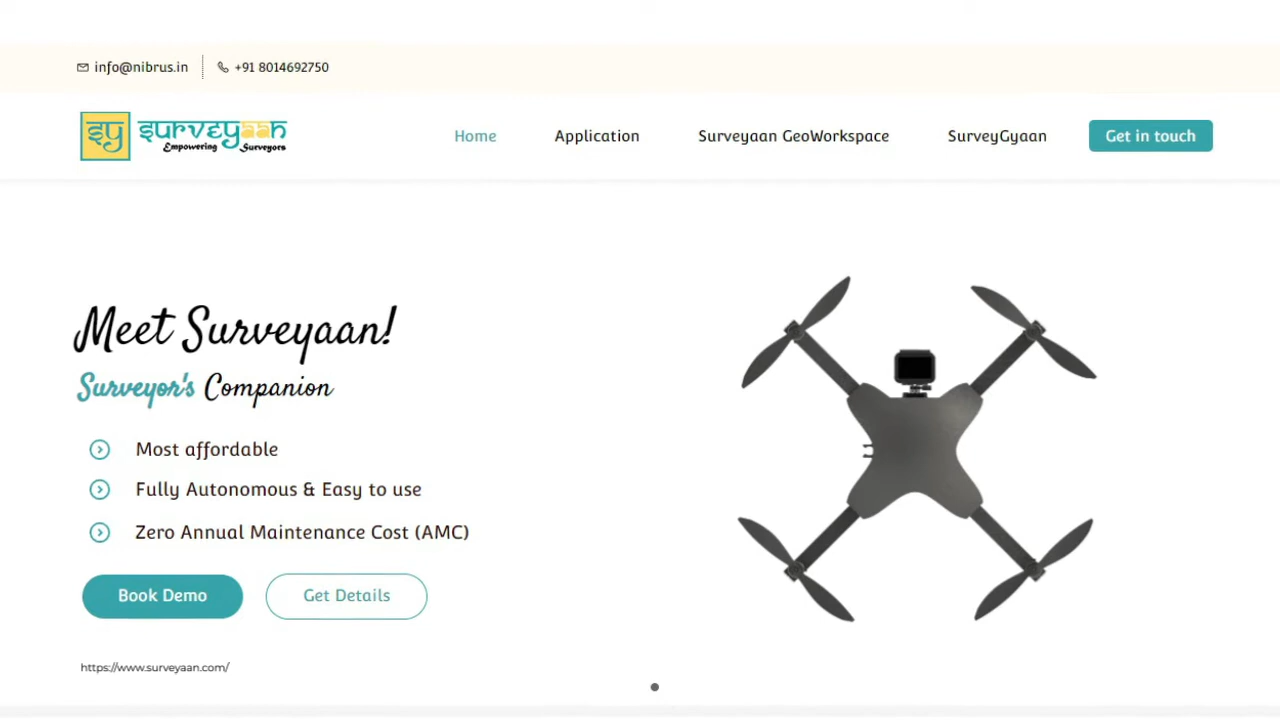 info@nibrus.in
+91 8014692750
sy surveyaan
Empowering Surveyors
Home
Application
Surveyaan GeoWorkspace
SurveyGyaan
Get in touch
Meet Surveyaan!
Surveyor's Companion
Most affordable
Fully Autonomous & Easy to use
Zero Annual Maintenance Cost (AMC)
Book Demo
Get Details
https://www.surveyaan.com/